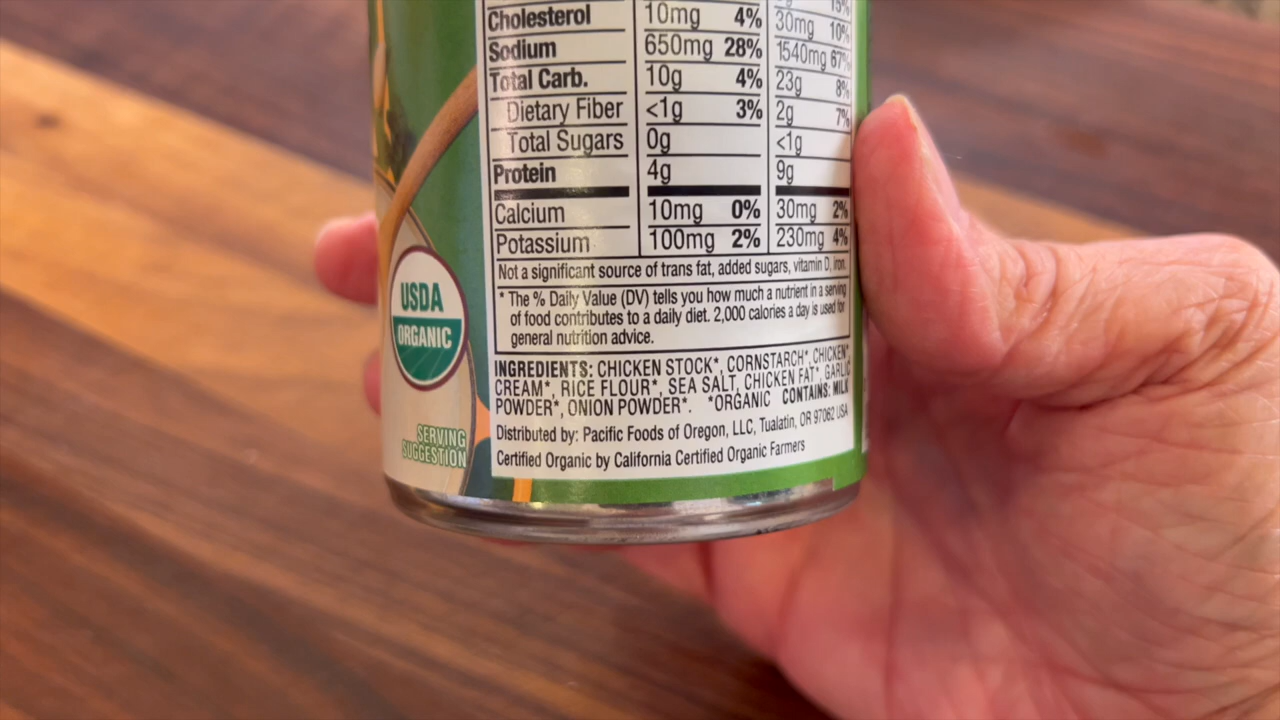 15%
Cholesterol 10mg 4% 30mg 10%
Sodium 650mg 28% 1540mg 67%
Total Carb. 10g 4% 23g 8%
Dietary Fiber <1g 3% 2g 7%
Total Sugars 0g <1g
Protein 4g 9g
Calcium 10mg 0% 30mg 2%
Potassium 100mg 2% 230mg 4%
Not a significant source of trans fat, added sugars, vitamin D, iron.
* The % Daily Value (DV) tells you how much a nutrient in a serving
of food contributes to a daily diet. 2,000 calories a day is used for
general nutrition advice.
INGREDIENTS: CHICKEN STOCK*, CORNSTARCH*, CHICKEN*,
CREAM*, RICE FLOUR*, SEA SALT, CHICKEN FAT*, GARLIC
POWDER*, ONION POWDER*. *ORGANIC CONTAINS: MILK
Distributed by: Pacific Foods of Oregon, LLC, Tualatin, OR 97062 USA
Certified Organic by California Certified Organic Farmers
USDA
ORGANIC
SERVING
SUGGESTION